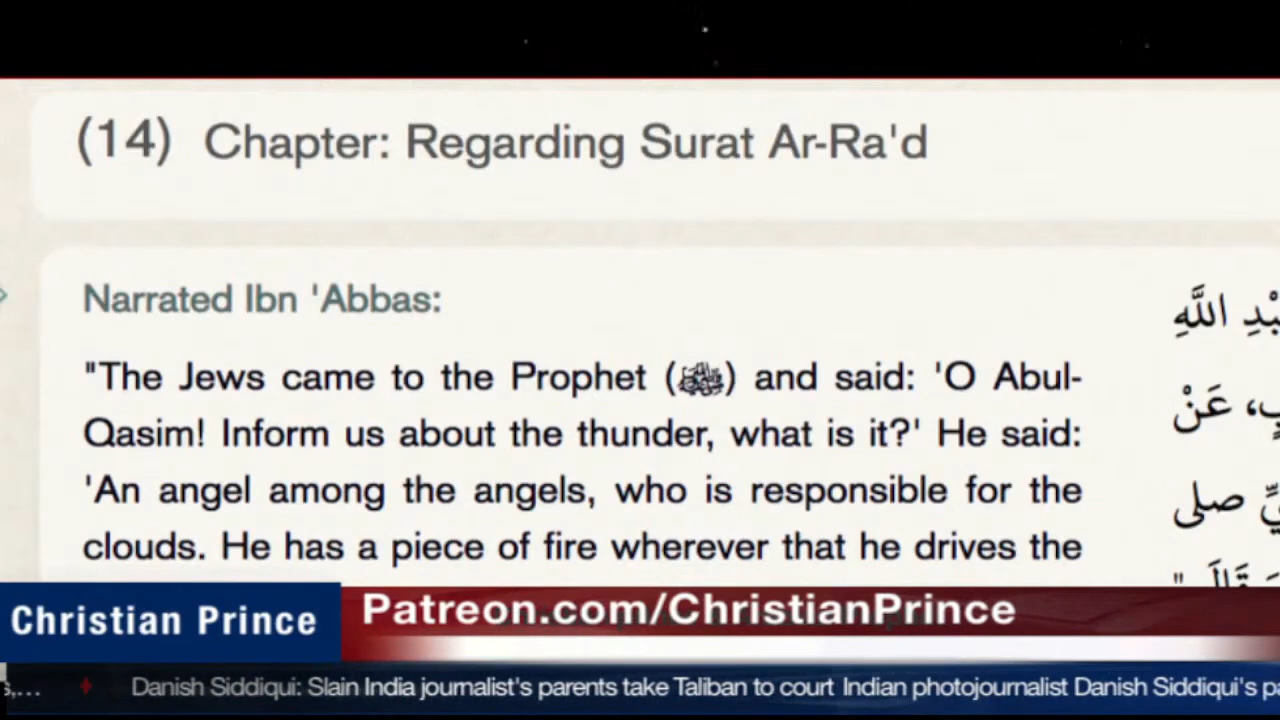 (14) Chapter: Regarding Surat Ar-Ra'd
Narrated Ibn 'Abbas:
"The Jews came to the Prophet (ﷺ) and said: 'O Abul-
Qasim! Inform us about the thunder, what is it?' He said:
'An angel among the angels, who is responsible for the
clouds. He has a piece of fire wherever that he drives the
بْدِ اللَّهِ
عَنْ
صلى
Christian Prince
Patreon.com/ChristianPrince
Danish Siddiqui: Slain India journalist's parents take Taliban to court Indian photojournalist Danish Siddiqui's pa